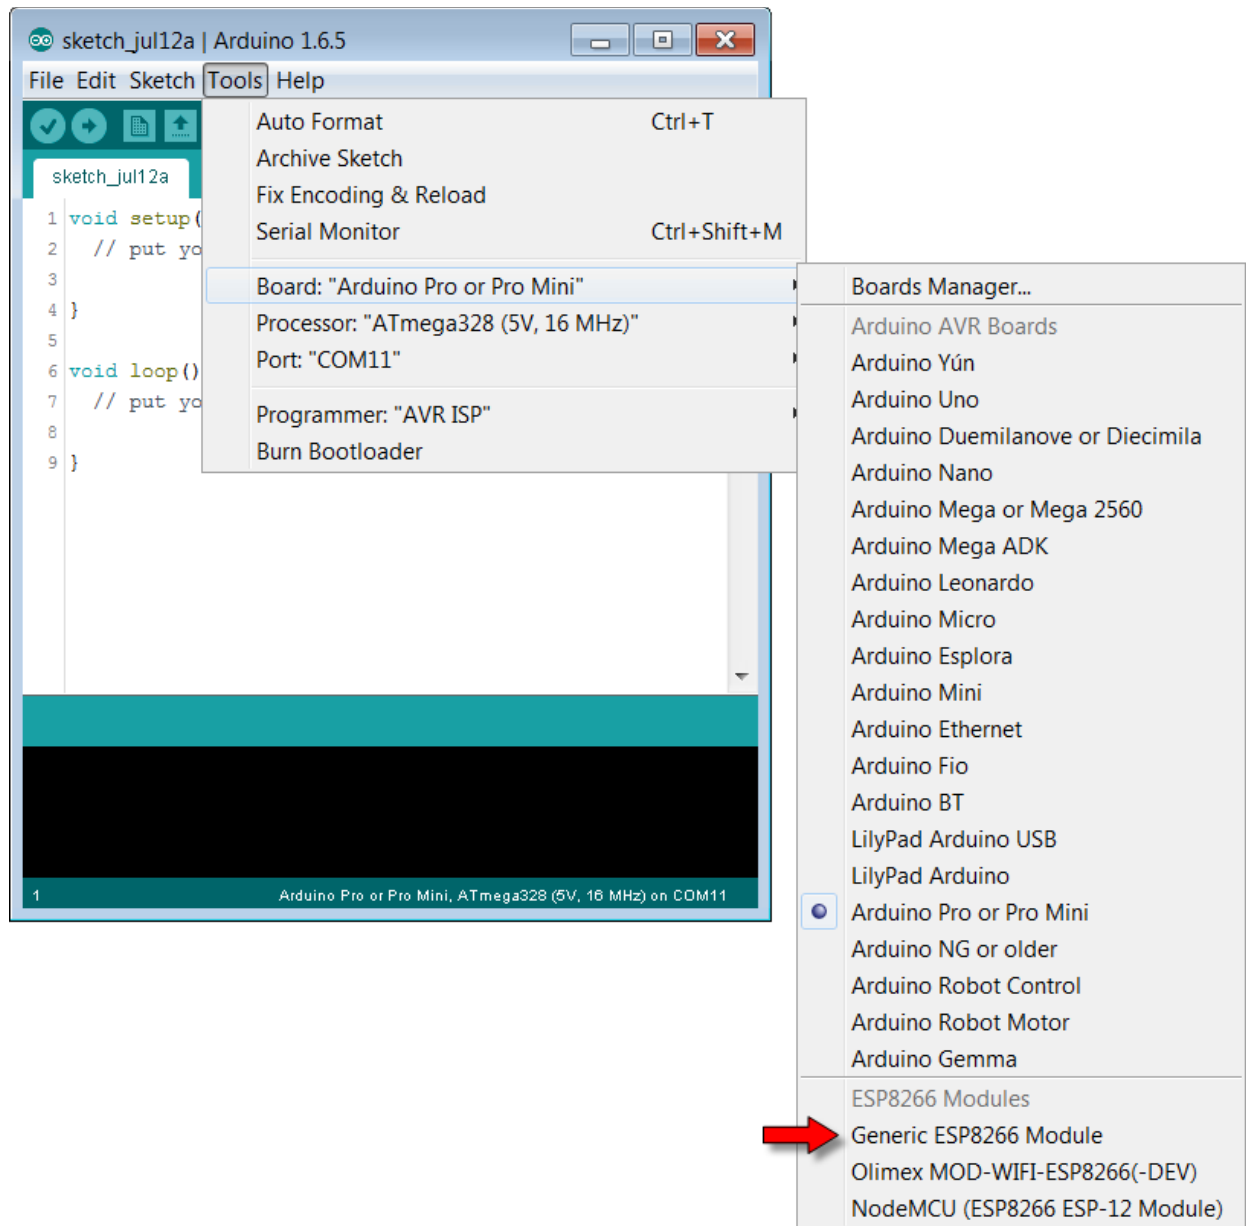 sketch_jul12a | Arduino 1.6.5
File Edit Sketch Tools Help
sketch_jul12a
1 void setup(
2 // put yo
3
4 }
5
6 void loop()
7 // put yo
8
9 }
Auto Format Ctrl+T
Archive Sketch
Fix Encoding & Reload
Serial Monitor Ctrl+Shift+M
Board: "Arduino Pro or Pro Mini"
Processor: "ATmega328 (5V, 16 MHz)"
Port: "COM11"
Programmer: "AVR ISP"
Burn Bootloader
Boards Manager...
Arduino AVR Boards
Arduino Yún
Arduino Uno
Arduino Duemilanove or Diecimila
Arduino Nano
Arduino Mega or Mega 2560
Arduino Mega ADK
Arduino Leonardo
Arduino Micro
Arduino Esplora
Arduino Mini
Arduino Ethernet
Arduino Fio
Arduino BT
LilyPad Arduino USB
LilyPad Arduino
Arduino Pro or Pro Mini
Arduino NG or older
Arduino Robot Control
Arduino Robot Motor
Arduino Gemma
ESP8266 Modules
Generic ESP8266 Module
Olimex MOD-WIFI-ESP8266(-DEV)
NodeMCU (ESP8266 ESP-12 Module)
1 Arduino Pro or Pro Mini, ATmega328 (5V, 16 MHz) on COM11